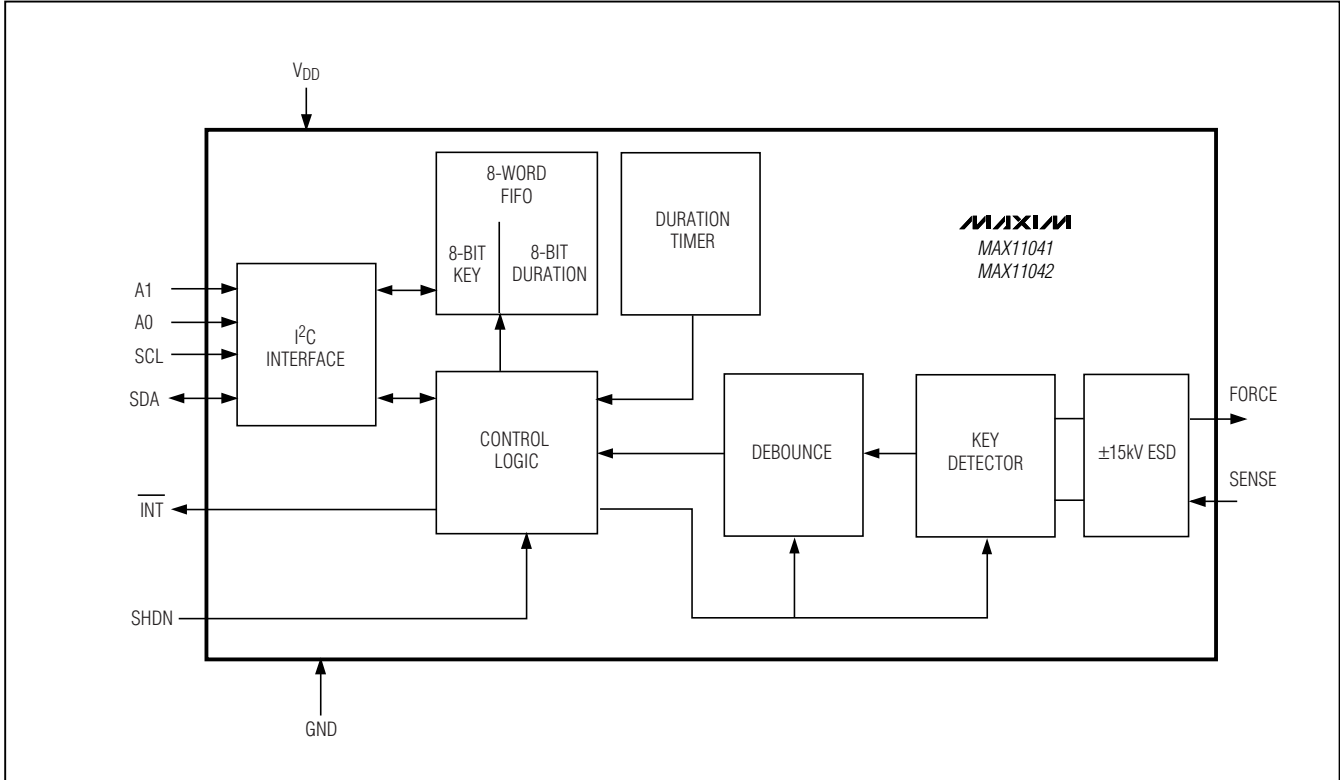 VDD
8-WORD
FIFO
8-BIT
KEY
8-BIT
DURATION
DURATION
TIMER
MAXIM
MAX11041
MAX11042
A1
A0
SCL
SDA
I²C
INTERFACE
CONTROL
LOGIC
DEBOUNCE
KEY
DETECTOR
±15kV ESD
FORCE
SENSE
INT
SHDN
GND